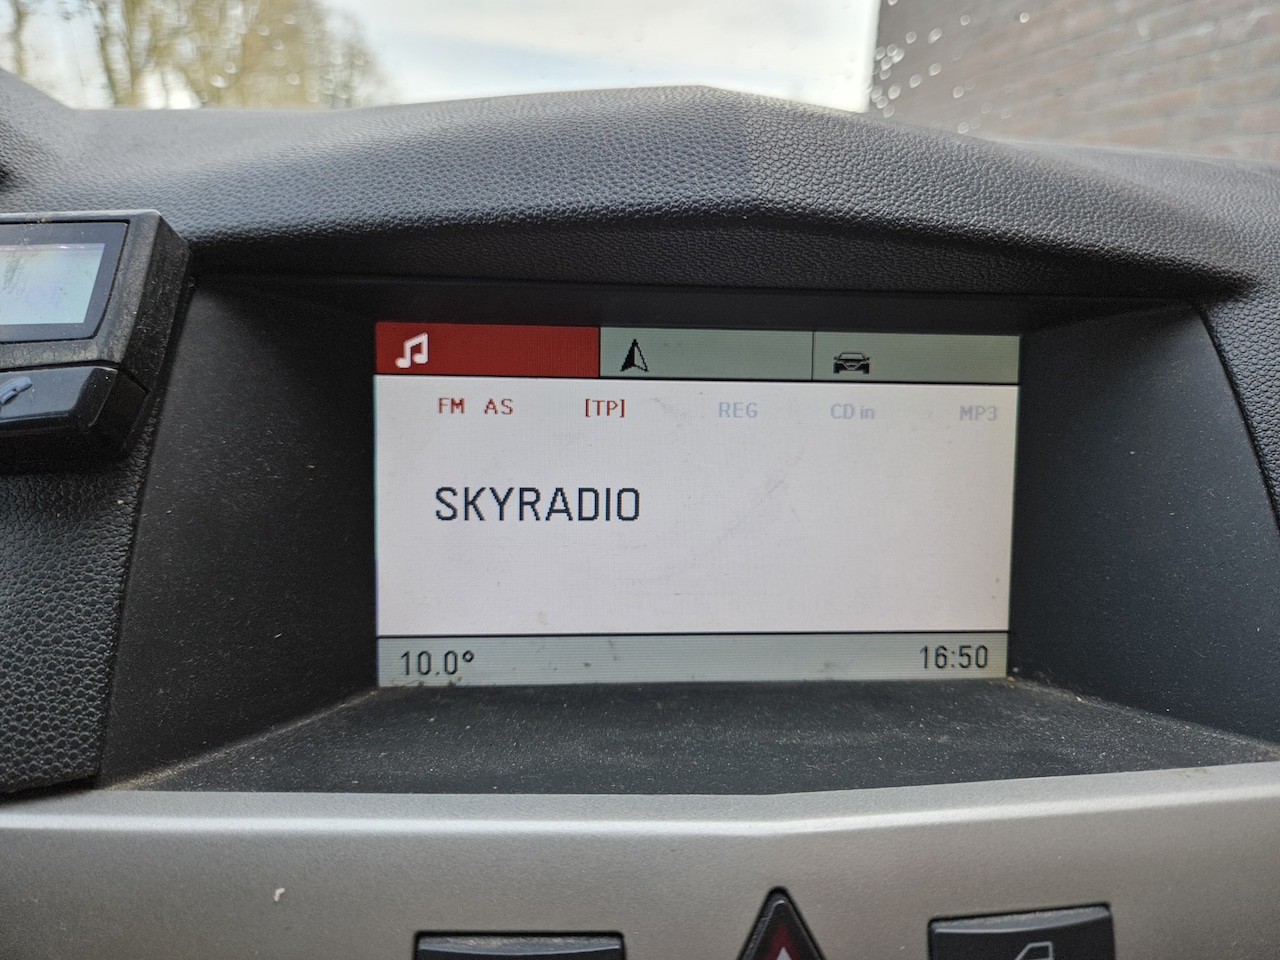 FM AS [TP] REG CD in MP3
SKYRADIO
10.0° 16:50